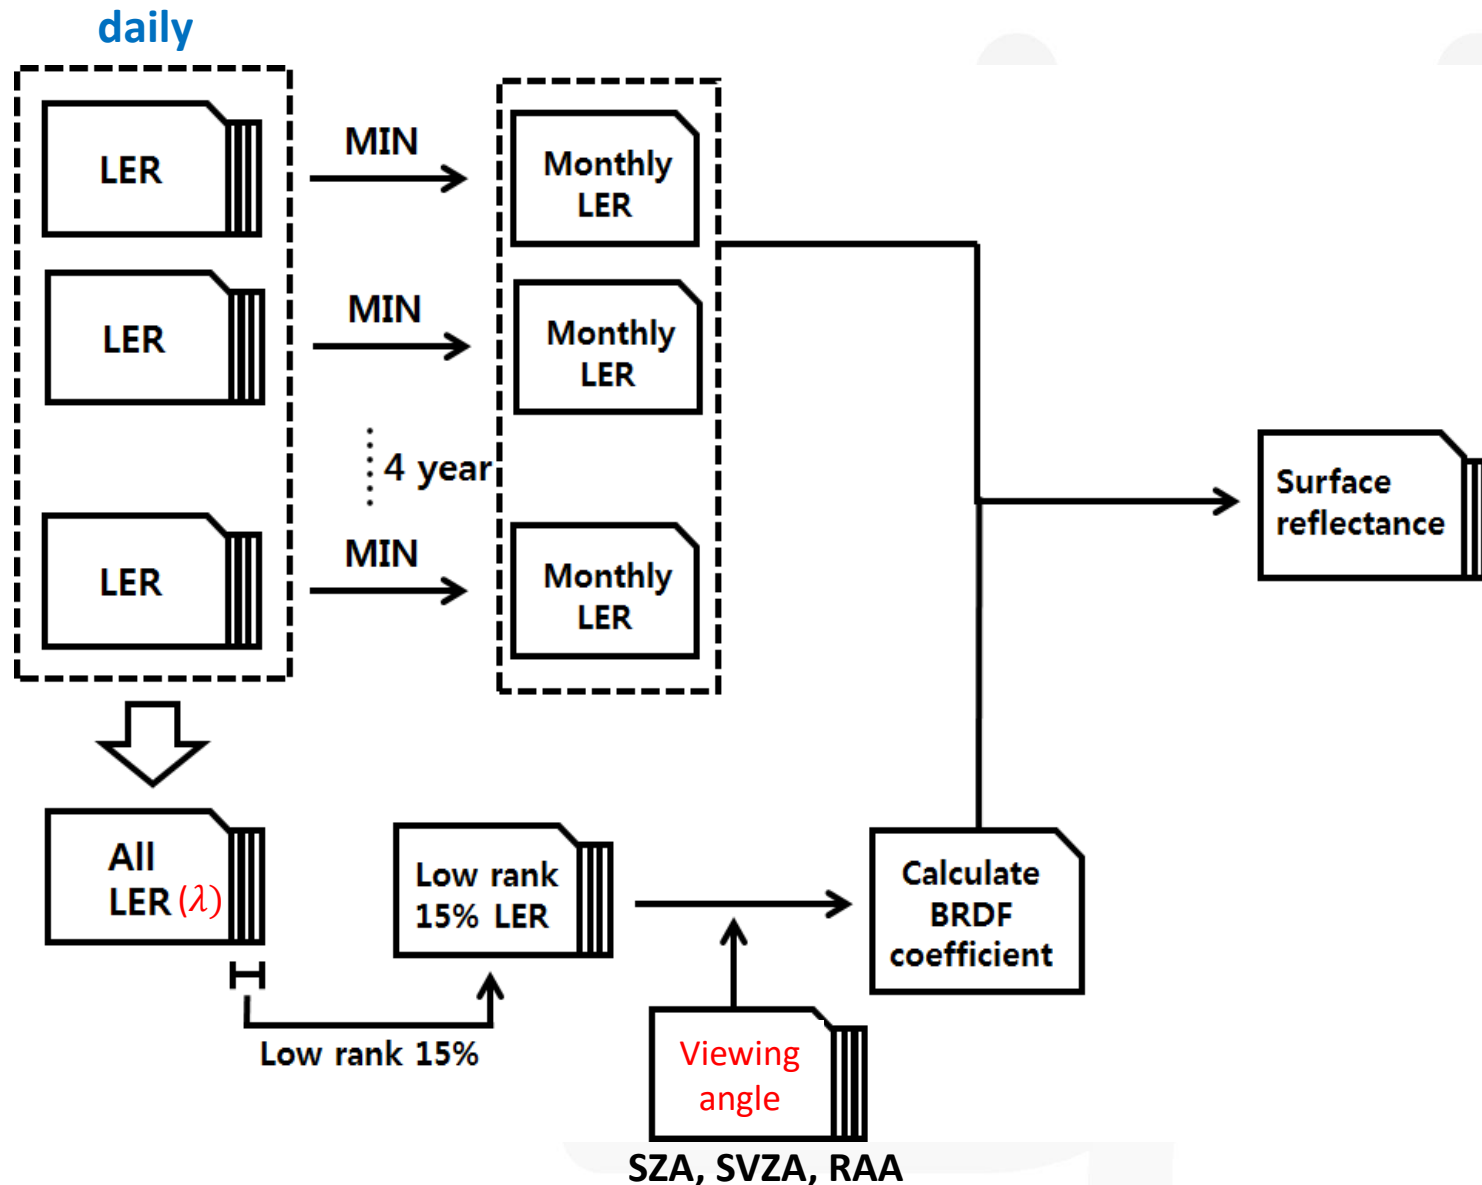 daily
LER
MIN
Monthly
LER
LER
MIN
Monthly
LER
4 year
LER
MIN
Monthly
LER
Surface
reflectance
All
LER (λ)
Low rank
15% LER
Calculate
BRDF
coefficient
Low rank 15%
Viewing
angle
SZA, SVZA, RAA